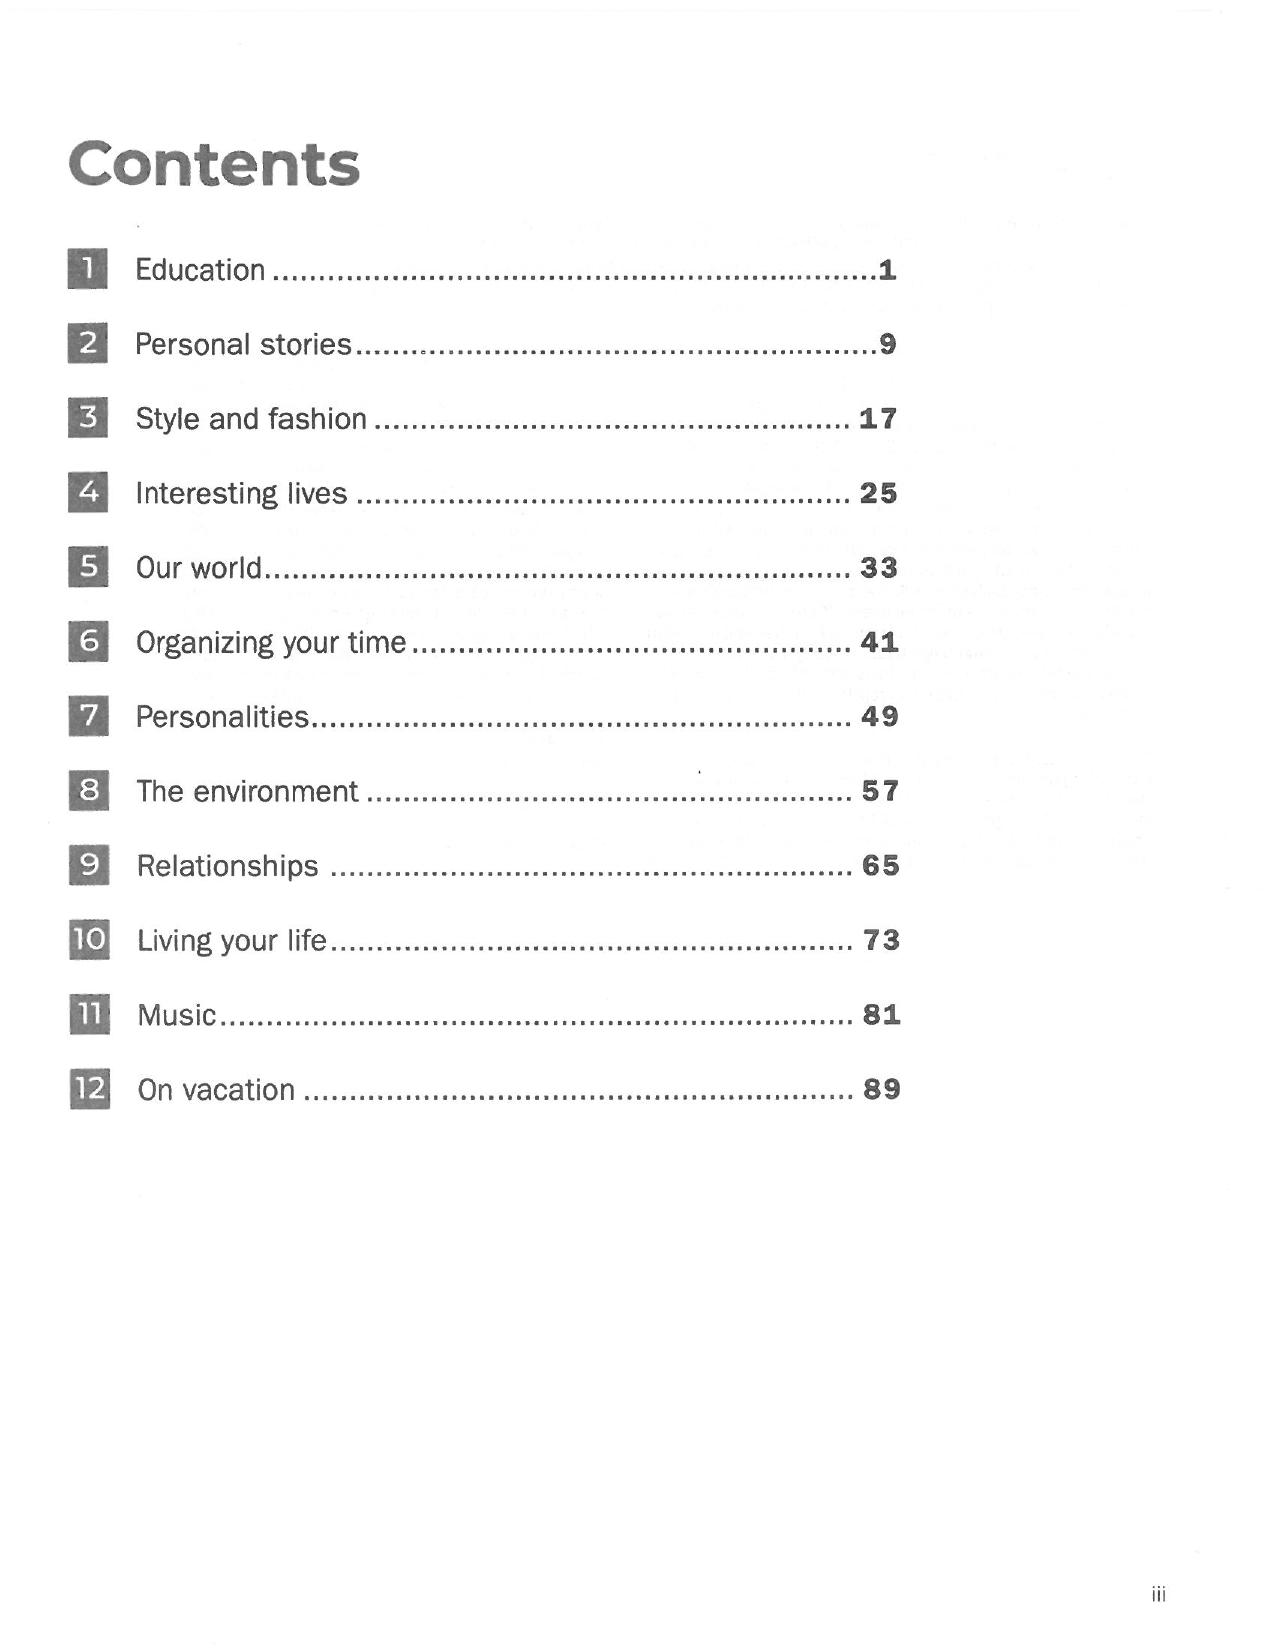 Contents
1 Education ................................................................... 1
2 Personal stories .......................................................... 9
3 Style and fashion ..................................................... 17
4 Interesting lives ....................................................... 25
5 Our world ................................................................. 33
6 Organizing your time ................................................. 41
7 Personalities ............................................................ 49
8 The environment ...................................................... 57
9 Relationships .......................................................... 65
10 Living your life .......................................................... 73
11 Music ...................................................................... 81
12 On vacation ............................................................. 89
iii